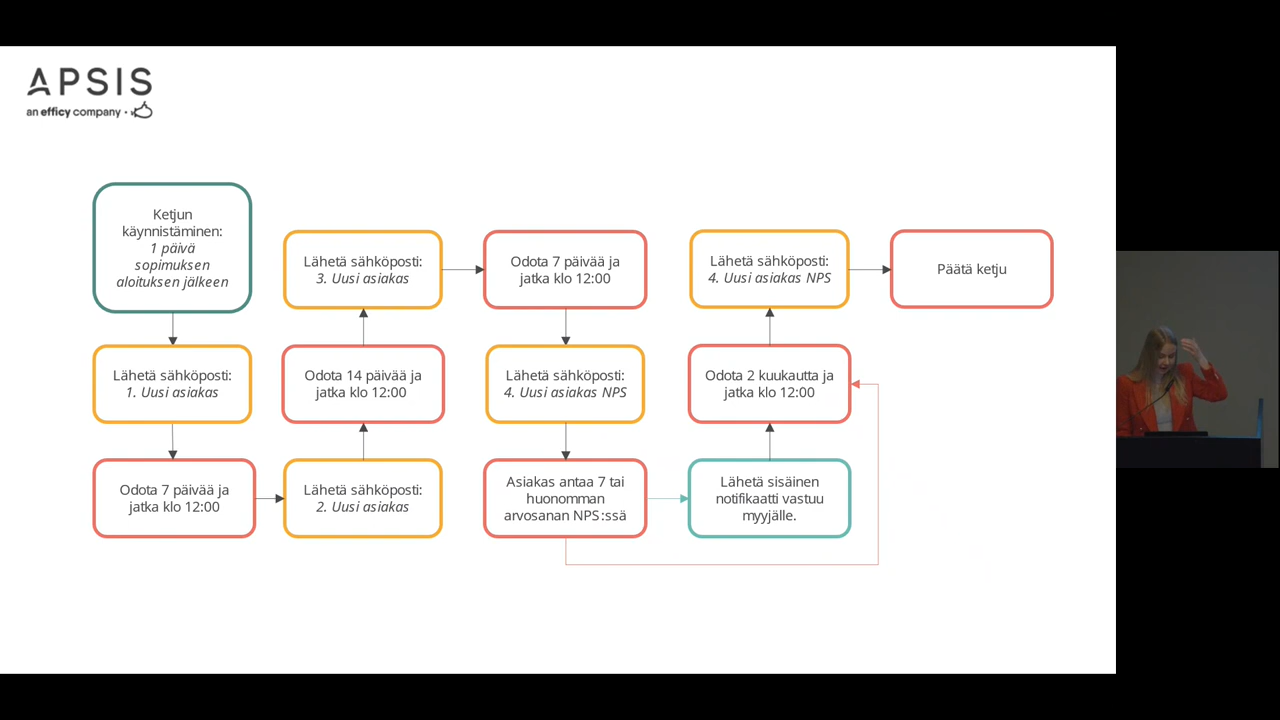 APSIS
an efficy company
Ketjun
käynnistäminen:
1 päivä
sopimuksen
aloituksen jälkeen
Lähetä sähköposti:
1. Uusi asiakas
Odota 7 päivää ja
jatka klo 12:00
Lähetä sähköposti:
2. Uusi asiakas
Odota 14 päivää ja
jatka klo 12:00
Lähetä sähköposti:
3. Uusi asiakas
Odota 7 päivää ja
jatka klo 12:00
Lähetä sähköposti:
4. Uusi asiakas NPS
Asiakas antaa 7 tai
huonomman
arvosanan NPS:ssä
Lähetä sisäinen
notifikaatti vastuu
myyjälle.
Odota 2 kuukautta ja
jatka klo 12:00
Lähetä sähköposti:
4. Uusi asiakas NPS
Päätä ketju